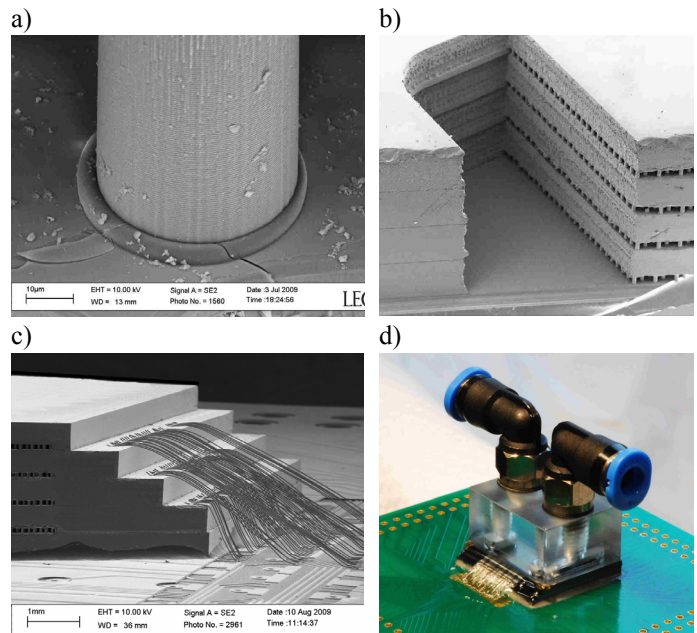 a)
b)
10µm
EHT = 10.00 kV
Signal A = SE2
Date :3 Jul 2009
WD = 13 mm
Photo No. = 1560
Time :18:24:56
LEO
c)
d)
1mm
EHT = 10.00 kV
Signal A = SE2
Date :10 Aug 2009
WD = 36 mm
Photo No. = 2961
Time :11:14:37